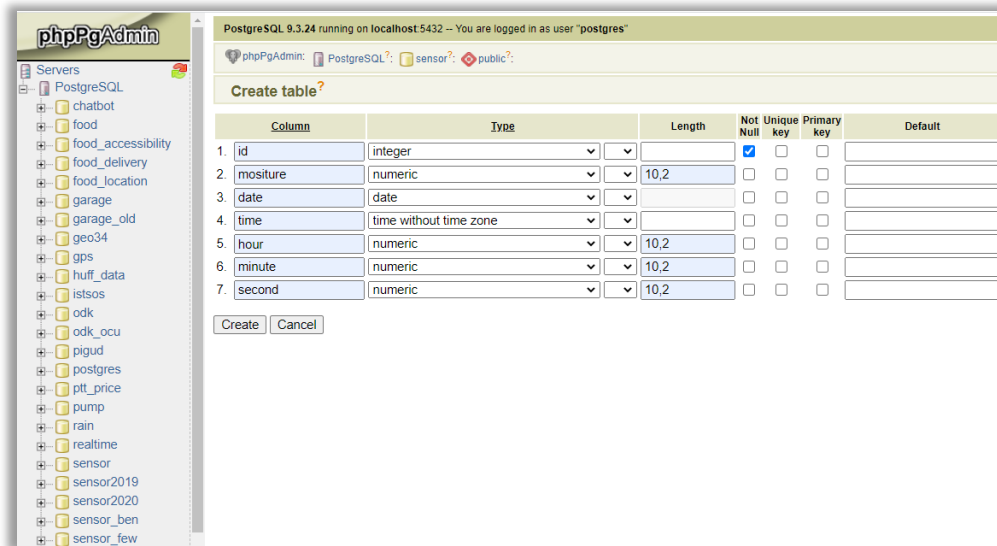 phpPgAdmin
Servers
PostgreSQL
chatbot
food
food_accessibility
food_delivery
food_location
garage
garage_old
geo34
gps
huff_data
istsos
odk
odk_ocu
pigud
postgres
ptt_price
pump
rain
realtime
sensor
sensor2019
sensor2020
sensor_ben
sensor_few
PostgreSQL 9.3.24 running on localhost:5432 -- You are logged in as user "postgres"
phpPgAdmin: PostgreSQL?: sensor?: public?:
Create table?
Column Type Length Not Null Unique key Primary key Default
1. id integer
2. mositure numeric 10,2
3. date date
4. time time without time zone
5. hour numeric 10,2
6. minute numeric 10,2
7. second numeric 10,2
Create Cancel